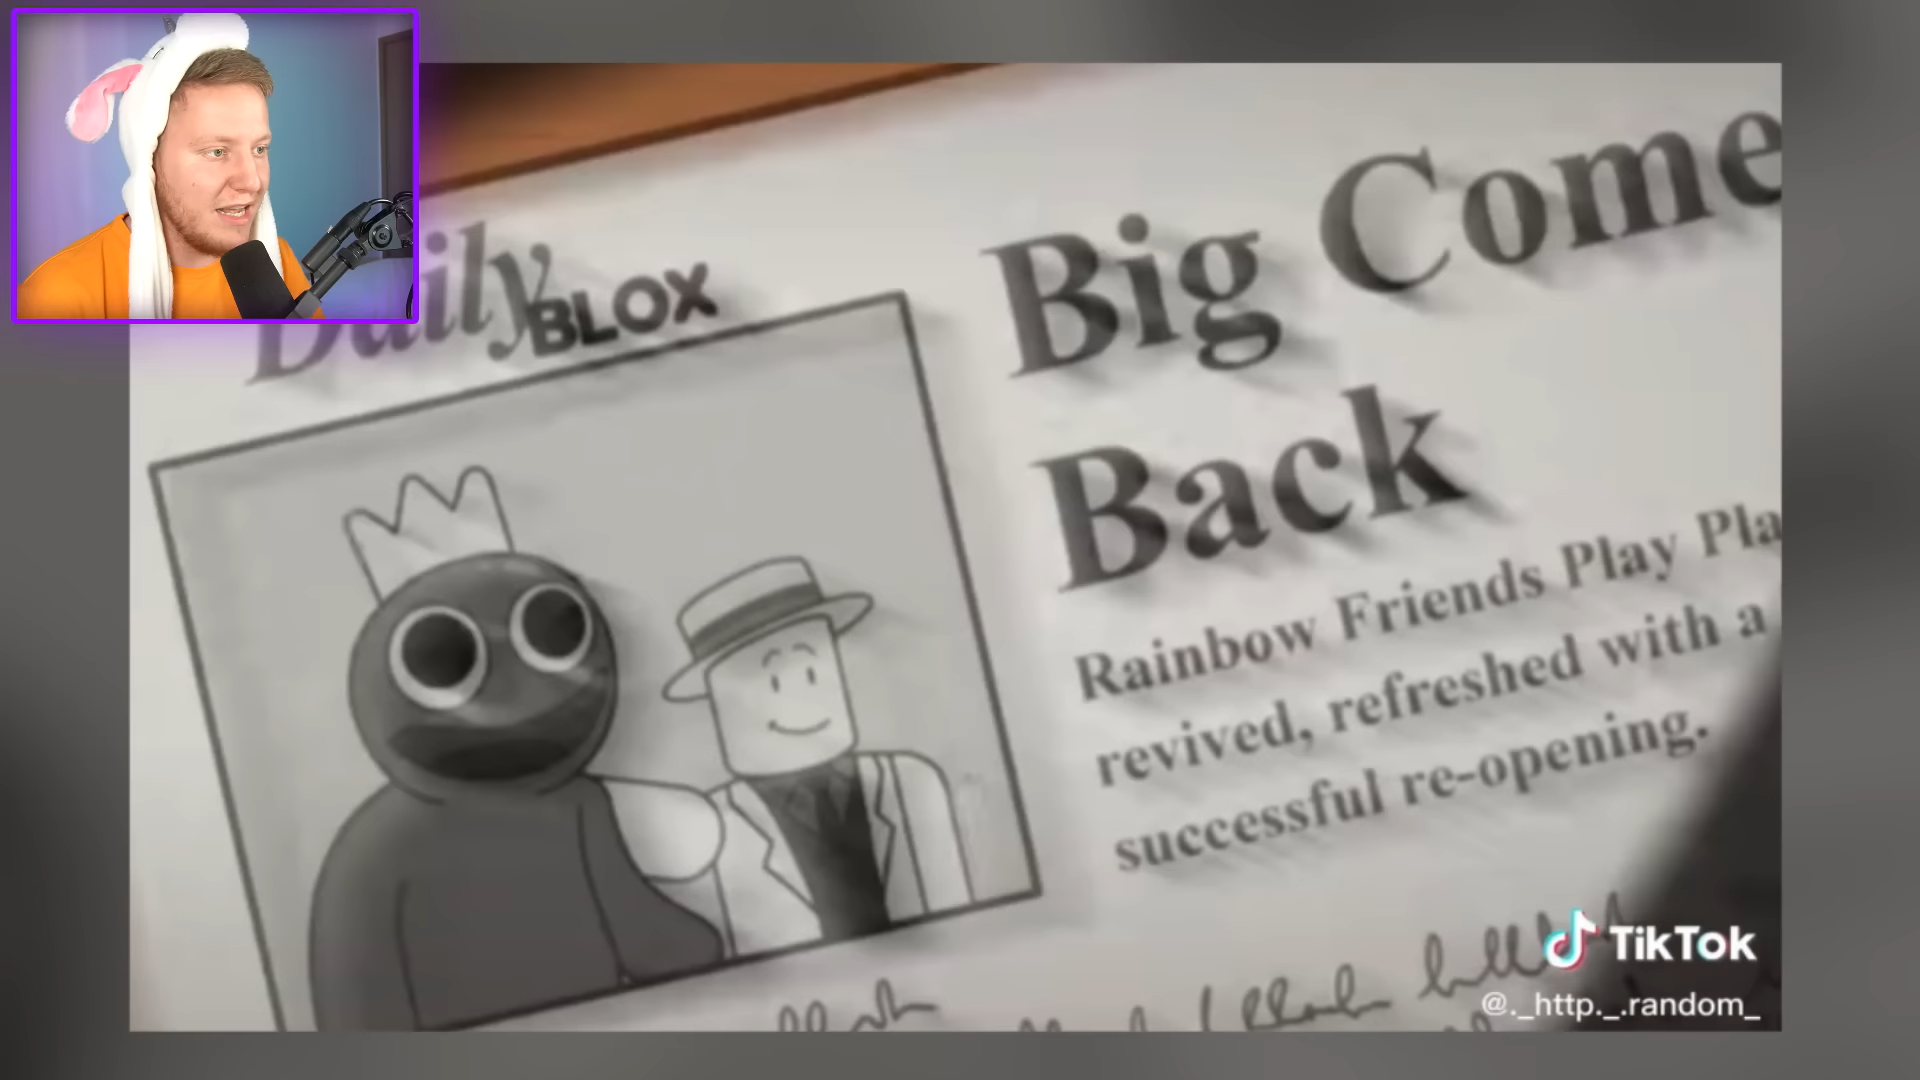 Daily
BLOX
Big Come
Back
Rainbow Friends Play Pla
revived, refreshed with a
successful re-opening.
TikTok
@._http._.random_